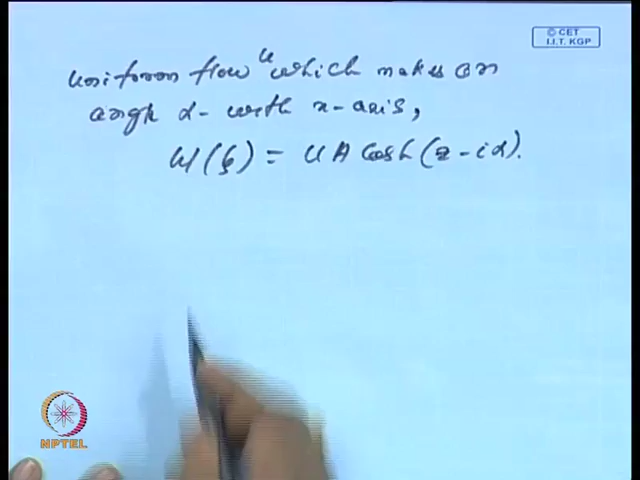 © CET
I.I.T. KGP
uniform flow u which makes an
angle α- with x-axis,
W(ζ) = UA Cosh(z - iα).
NPTEL